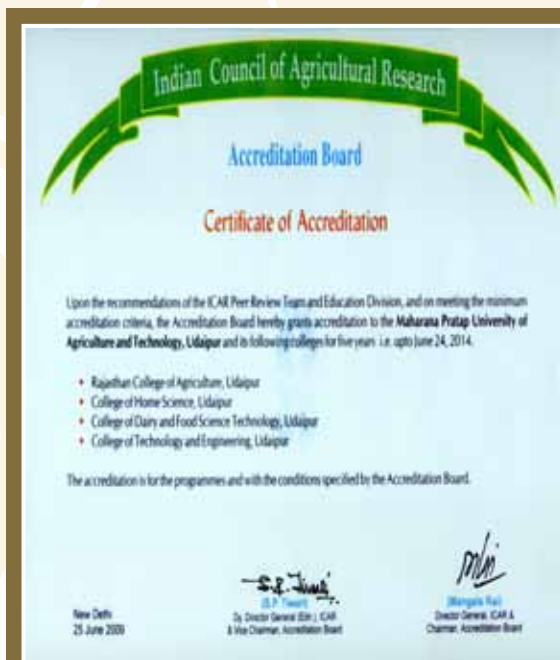 Indian Council of Agricultural Research
Accreditation Board
Certificate of Accreditation
Upon the recommendations of the ICAR Peer Review Team and Education Division, and on meeting the minimum
accreditation criteria, the Accreditation Board hereby grants accreditation to the Maharana Pratap University of
Agriculture and Technology, Udaipur and its following colleges for five years i.e. upto June 24, 2014.
• Rajasthan College of Agriculture, Udaipur
• College of Home Science, Udaipur
• College of Dairy and Food Science Technology, Udaipur
• College of Technology and Engineering, Udaipur
The accreditation is for the programmes and with the conditions specified by the Accreditation Board.
New Delhi
25 June 2009
(S.P. Tiwari)
Dy. Director General (Edn.), ICAR
& Vice Chairman, Accreditation Board
(Mangala Rai)
Director General, ICAR &
Chairman, Accreditation Board